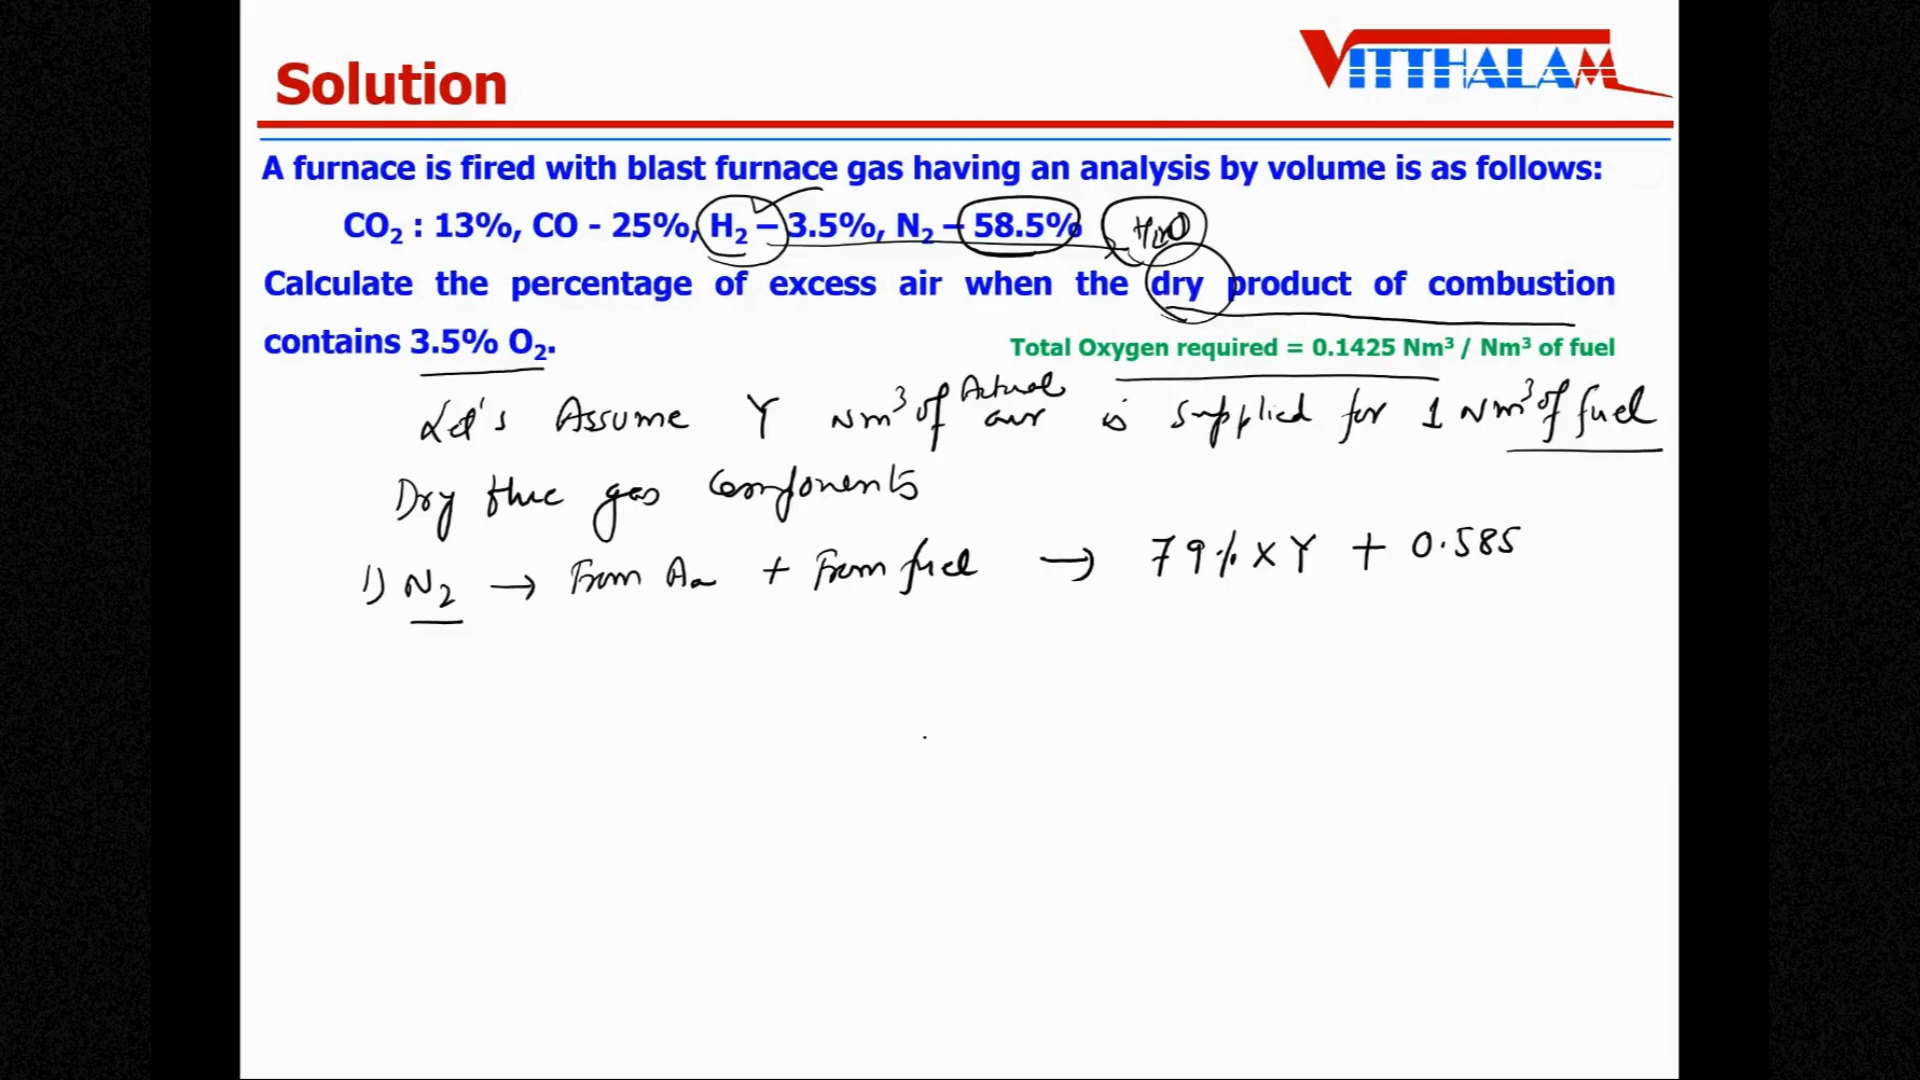 Solution
VITTHALAM
A furnace is fired with blast furnace gas having an analysis by volume is as follows:
CO₂ : 13%, CO - 25%, H₂ – 3.5%, N₂ – 58.5% H₂O
Calculate the percentage of excess air when the dry product of combustion
contains 3.5% O₂.
Total Oxygen required = 0.1425 Nm³ / Nm³ of fuel
Let's Assume Y Nm³ of Actual air is supplied for 1 Nm³ of fuel
Dry flue gas Components
1) N₂ → From Air + From fuel → 79% X Y + 0.585